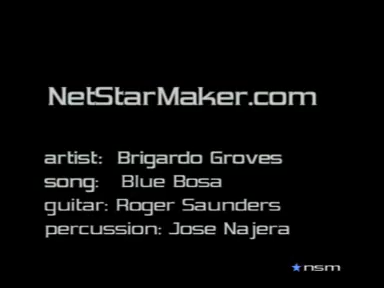 NetStarMaker.com
artist: Brigardo Groves
song: Blue Bosa
guitar: Roger Saunders
percussion: Jose Najera
nsm